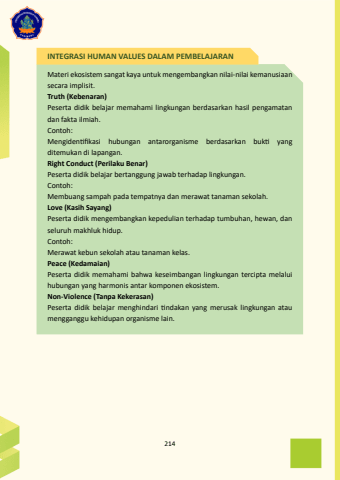 INTEGRASI HUMAN VALUES DALAM PEMBELAJARAN
Materi ekosistem sangat kaya untuk mengembangkan nilai-nilai kemanusiaan
secara implisit.
Truth (Kebenaran)
Peserta didik belajar memahami lingkungan berdasarkan hasil pengamatan
dan fakta ilmiah.
Contoh:
Mengidentifikasi hubungan antarorganisme berdasarkan bukti yang
ditemukan di lapangan.
Right Conduct (Perilaku Benar)
Peserta didik belajar bertanggung jawab terhadap lingkungan.
Contoh:
Membuang sampah pada tempatnya dan merawat tanaman sekolah.
Love (Kasih Sayang)
Peserta didik mengembangkan kepedulian terhadap tumbuhan, hewan, dan
seluruh makhluk hidup.
Contoh:
Merawat kebun sekolah atau tanaman kelas.
Peace (Kedamaian)
Peserta didik memahami bahwa keseimbangan lingkungan tercipta melalui
hubungan yang harmonis antar komponen ekosistem.
Non-Violence (Tanpa Kekerasan)
Peserta didik belajar menghindari tindakan yang merusak lingkungan atau
mengganggu kehidupan organisme lain.
214